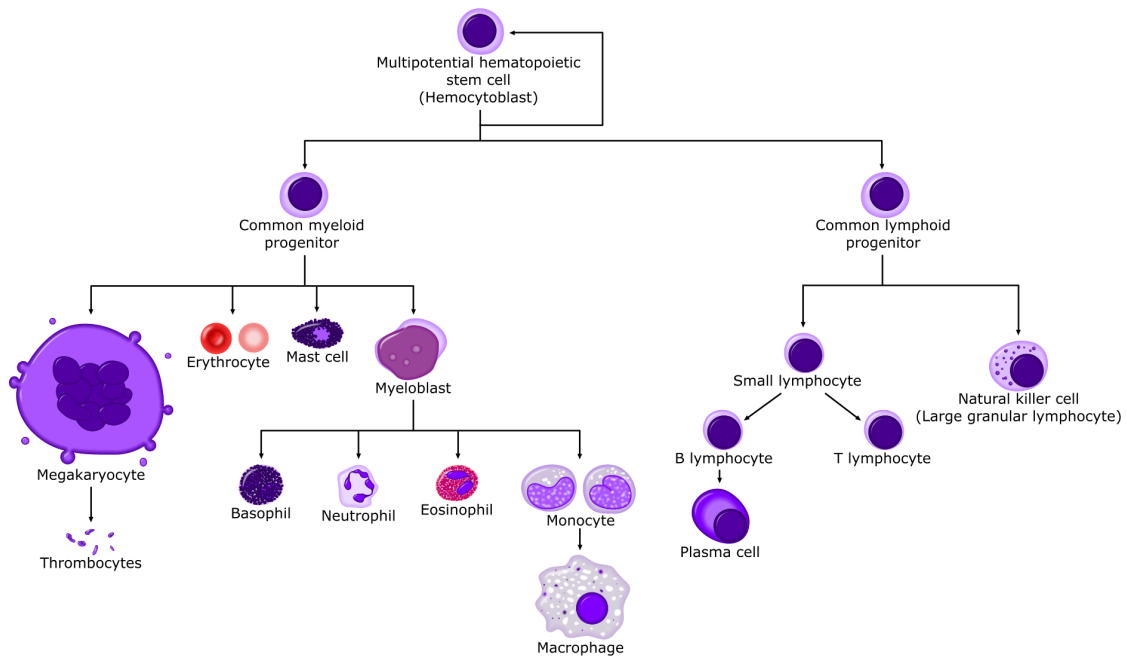 Multipotential hematopoietic
stem cell
(Hemocytoblast)
Common myeloid
progenitor
Common lymphoid
progenitor
Megakaryocyte
Erythrocyte
Mast cell
Myeloblast
Small lymphocyte
Natural killer cell
(Large granular lymphocyte)
B lymphocyte
T lymphocyte
Thrombocytes
Basophil
Neutrophil
Eosinophil
Monocyte
Plasma cell
Macrophage